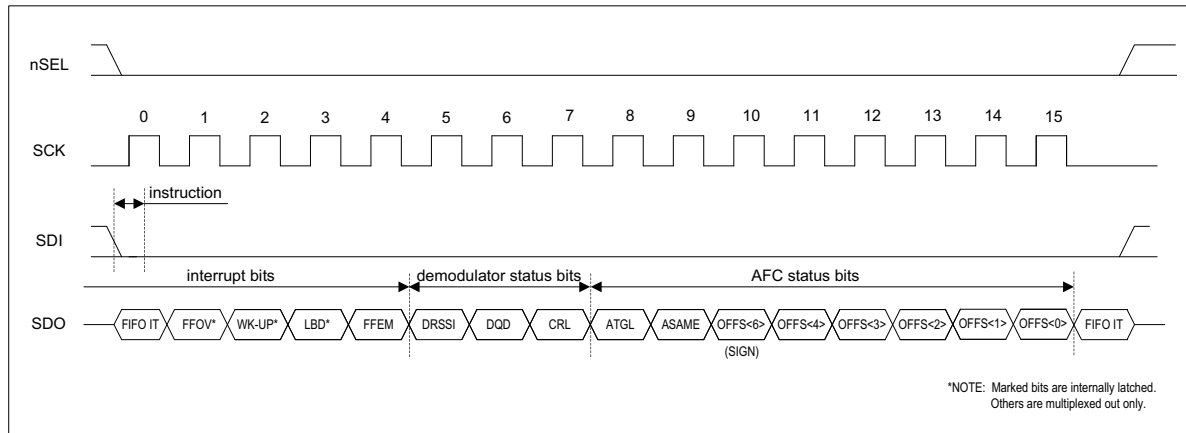 nSEL
0 1 2 3 4 5 6 7 8 9 10 11 12 13 14 15
SCK
instruction
SDI
interrupt bits demodulator status bits AFC status bits
SDO FIFO IT FFOV* WK-UP* LBD* FFEM DRSSI DQD CRL ATGL ASAME OFFS<6> OFFS<4> OFFS<3> OFFS<2> OFFS<1> OFFS<0> FIFO IT
(SIGN)
*NOTE: Marked bits are internally latched.
Others are multiplexed out only.